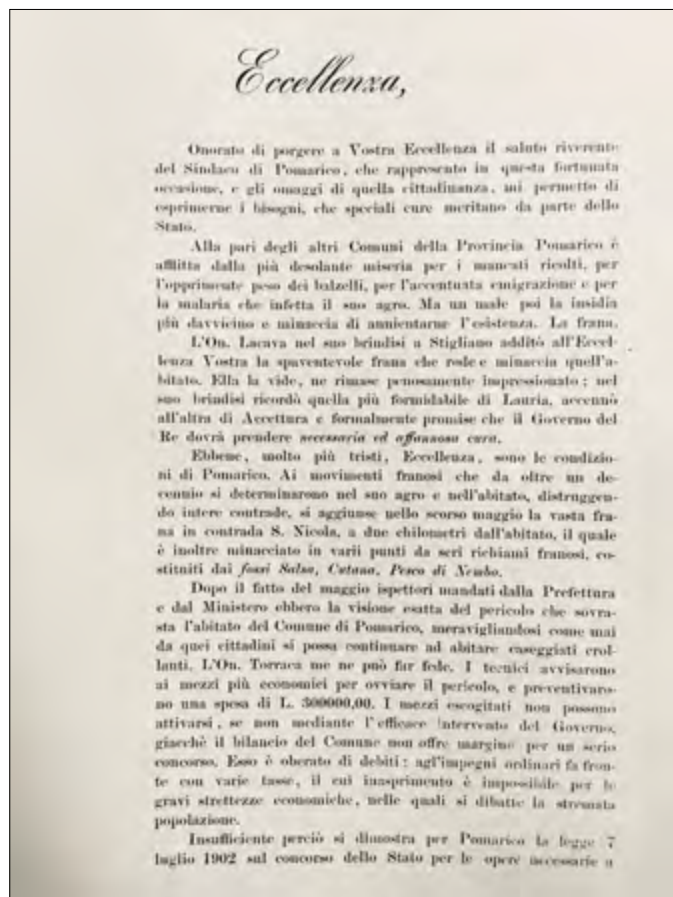 Eccellenza,
Onorato di porgere a Vostra Eccellenza il saluto riverente
del Sindaco di Pomarico, che rappresento in questa fortunata
occasione, e gli omaggi di quella cittadinanza, mi permetto di
esprimerne i bisogni, che speciali cure meritano da parte dello
Stato.
Alla pari degli altri Comuni della Provincia Pomarico è
afflitta dalla più desolante miseria per i mancati ricolti, per
l'opprimente peso dei balzelli, per l'accentuata emigrazione e per
la malaria che infetta il suo agro. Ma un male poi la insidia
più davvicino e minaccia di annientarne l'esistenza. La frana.
L'On. Lacava nel suo brindisi a Stigliano additò all'Eccel-
lenza Vostra la spaventevole frana che rode e minaccia quell'a-
bitato. Ella la vide, ne rimase penosamente impressionato; nel
suo brindisi ricordò quella più formidabile di Lauria, accennò
all'altra di Accettura e formalmente promise che il Governo del
Re dovrà prendere necessaria ed affannosa cura.
Ebbene, molto più tristi, Eccellenza, sono le condizio-
ni di Pomarico. Ai movimenti franosi che da oltre un de-
cennio si determinarono nel suo agro e nell'abitato, distruggen-
do intere contrade, si aggiunse nello scorso maggio la vasta fra-
na in contrada S. Nicola, a due chilometri dall'abitato, il quale
è inoltre minacciato in varii punti da seri richiami franosi, co-
stituiti dai fossi Salsa, Catana, Pesco di Nembo.
Dopo il fatto del maggio ispettori mandati dalla Prefettura
e dal Ministero ebbero la visione esatta del pericolo che sovra-
sta l'abitato del Comune di Pomarico, meravigliandosi come mai
da quei cittadini si possa continuare ad abitare caseggiati crol-
lanti. L'On. Torraca me ne può far fede. I tecnici avvisarono
ai mezzi più economici per ovviare il pericolo, e preventivaro-
no una spesa di L. 300000,00. I mezzi escogitati non possono
attivarsi, se non mediante l'efficace intervento del Governo,
giacchè il bilancio del Comune non offre margine per un serio
concorso. Esso è oberato di debiti: agl'impegni ordinari fa fron-
te con varie tasse, il cui inasprimento è impossibile per le
gravi strettezze economiche, nelle quali si dibatte la stremata
popolazione.
Insufficiente perciò si dimostra per Pomarico la legge 7
luglio 1902 sul concorso dello Stato per le opere necessarie a